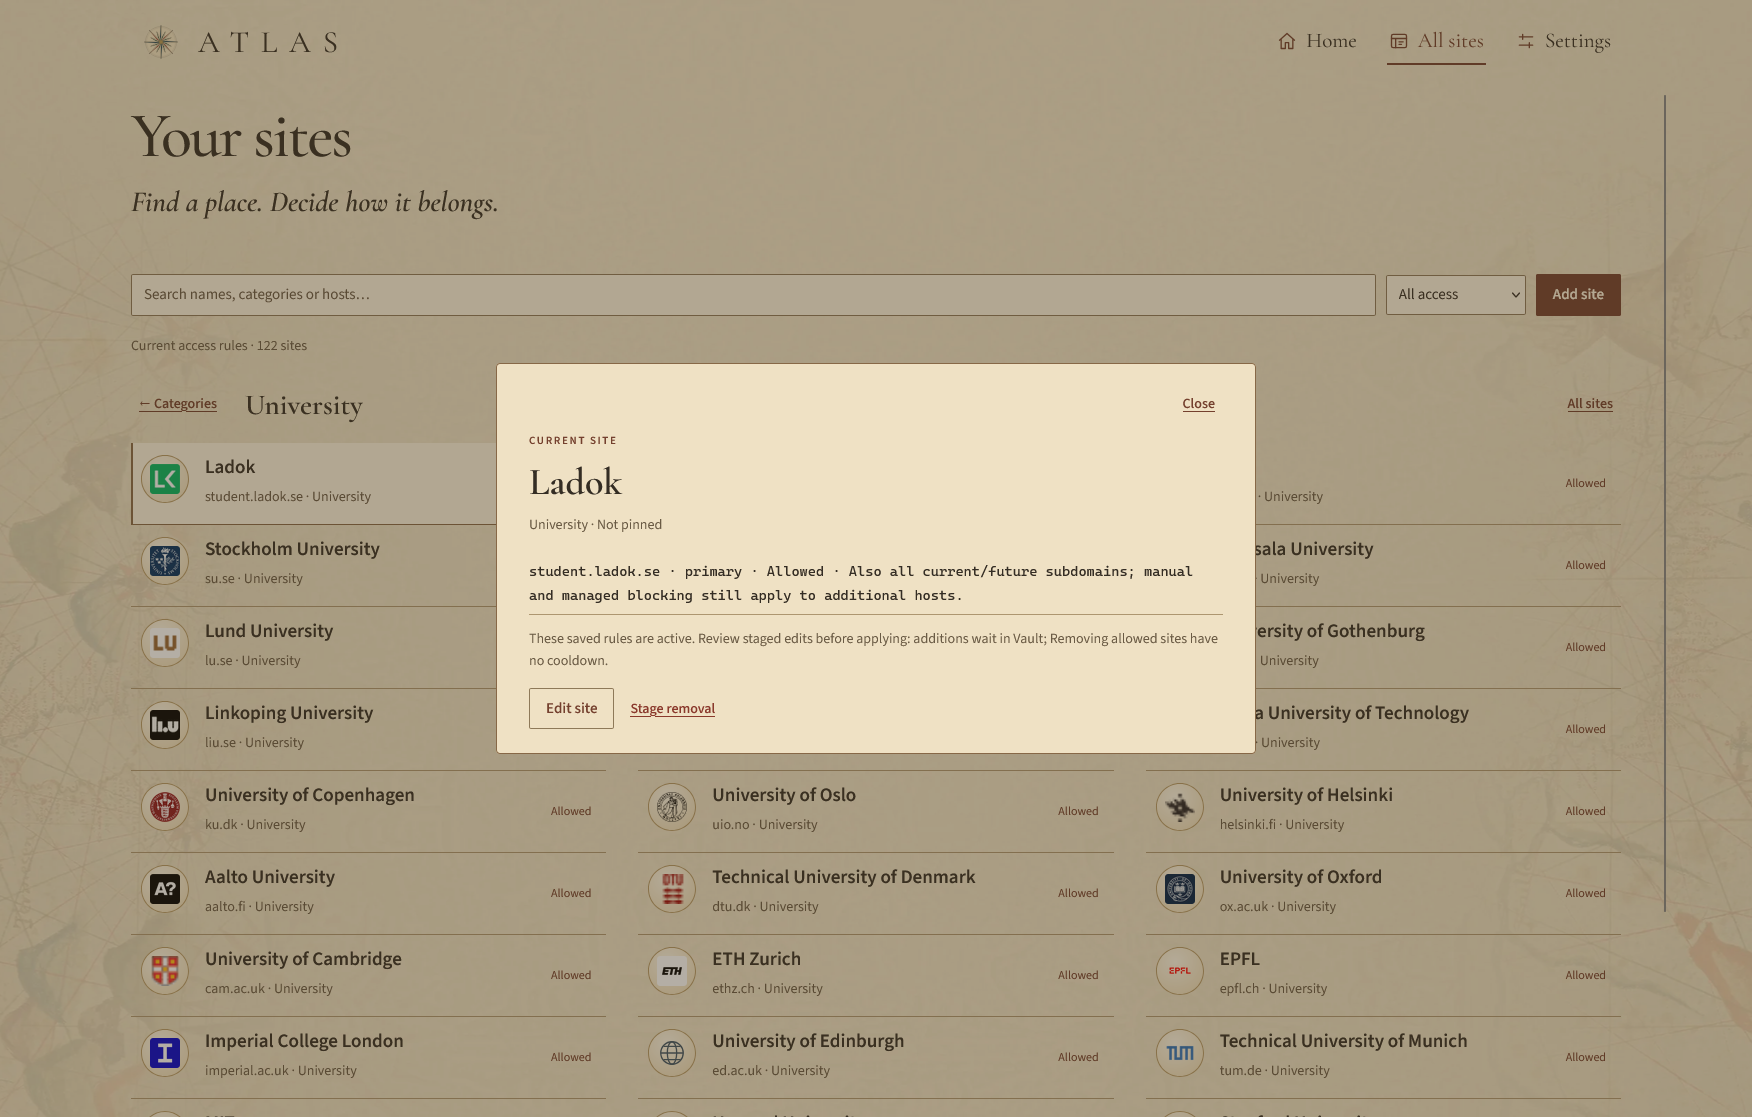 ATLAS
Home
All sites
Settings
Your sites
Find a place. Decide how it belongs.
Search names, categories or hosts…
All access
Add site
Current access rules · 122 sites
← Categories
University
All sites
Close
CURRENT SITE
Ladok
University · Not pinned
student.ladok.se · primary · Allowed · Also all current/future subdomains; manual
and managed blocking still apply to additional hosts.
These saved rules are active. Review staged edits before applying: additions wait in Vault; Removing allowed sites have
no cooldown.
Edit site
Stage removal
LK
Ladok
student.ladok.se · University
· University
Allowed
Stockholm University
su.se · University
sala University
· University
Allowed
LU
Lund University
lu.se · University
ersity of Gothenburg
University
Allowed
li.u
Linkoping University
liu.se · University
a University of Technology
· University
Allowed
University of Copenhagen
ku.dk · University
Allowed
University of Oslo
uio.no · University
Allowed
University of Helsinki
helsinki.fi · University
Allowed
A?
Aalto University
aalto.fi · University
Allowed
DTU
Technical University of Denmark
dtu.dk · University
Allowed
University of Oxford
ox.ac.uk · University
Allowed
University of Cambridge
cam.ac.uk · University
Allowed
ETH
ETH Zurich
ethz.ch · University
Allowed
EPFL
EPFL
epfl.ch · University
Allowed
I
Imperial College London
imperial.ac.uk · University
Allowed
University of Edinburgh
ed.ac.uk · University
Allowed
TUM
Technical University of Munich
tum.de · University
Allowed